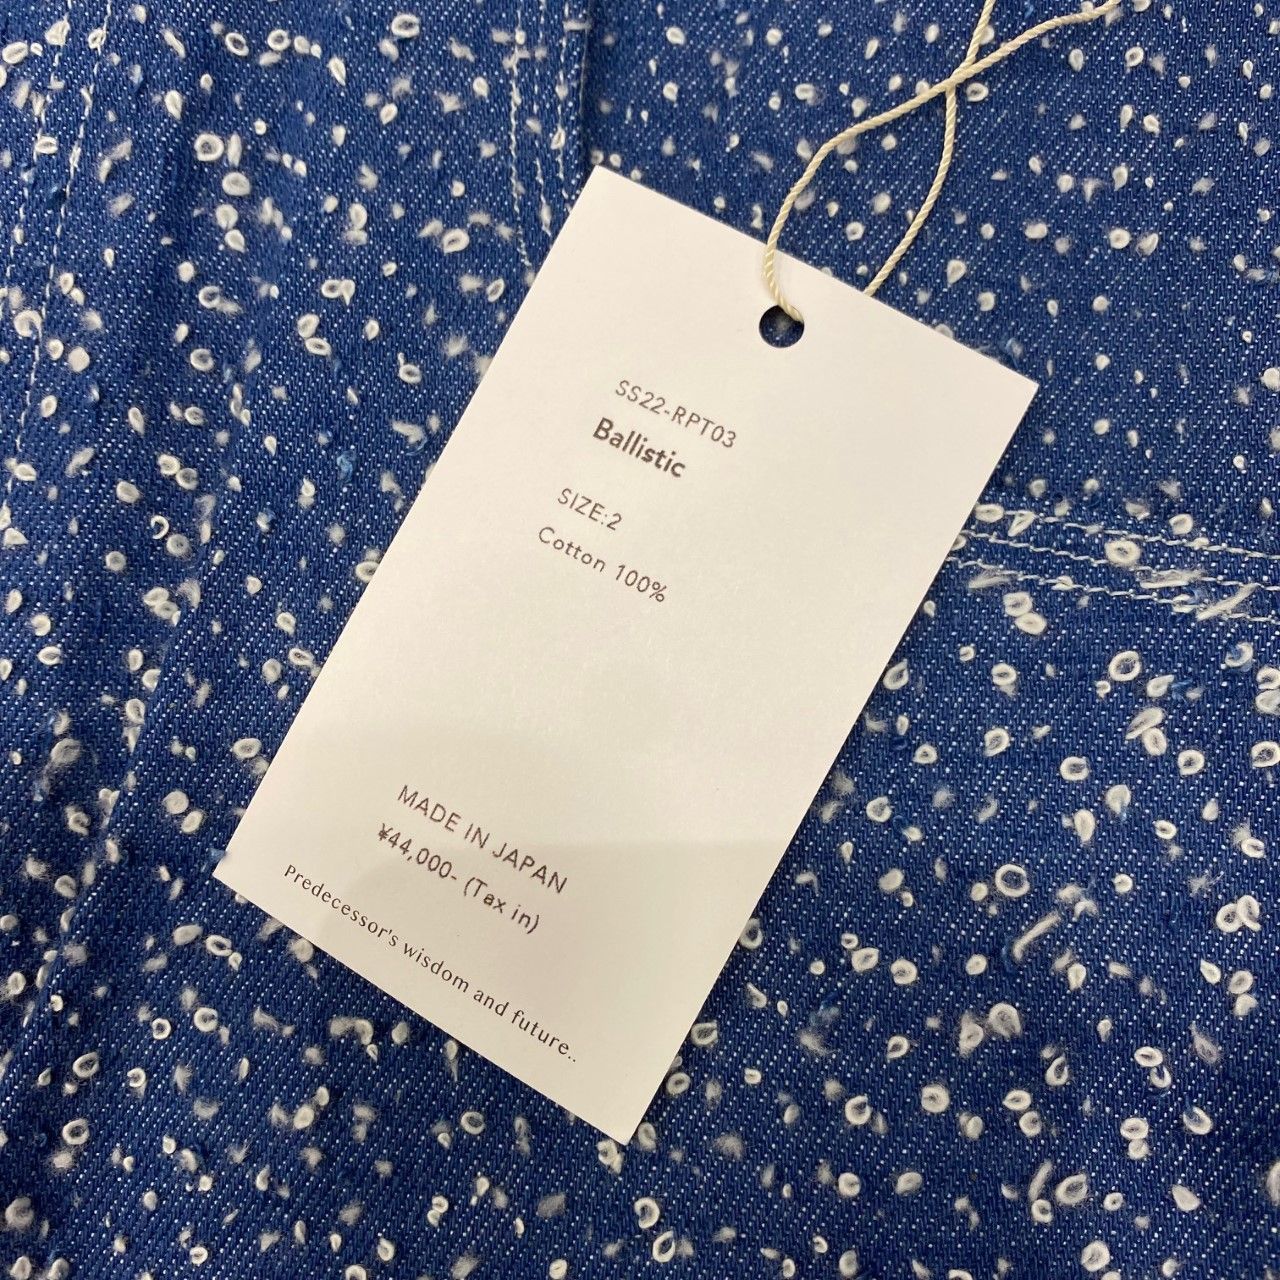 SS22-RPT03
Ballistic
SIZE:2
Cotton 100%
MADE IN JAPAN
¥44,000- (Tax in)
Predecessor's wisdom and future..